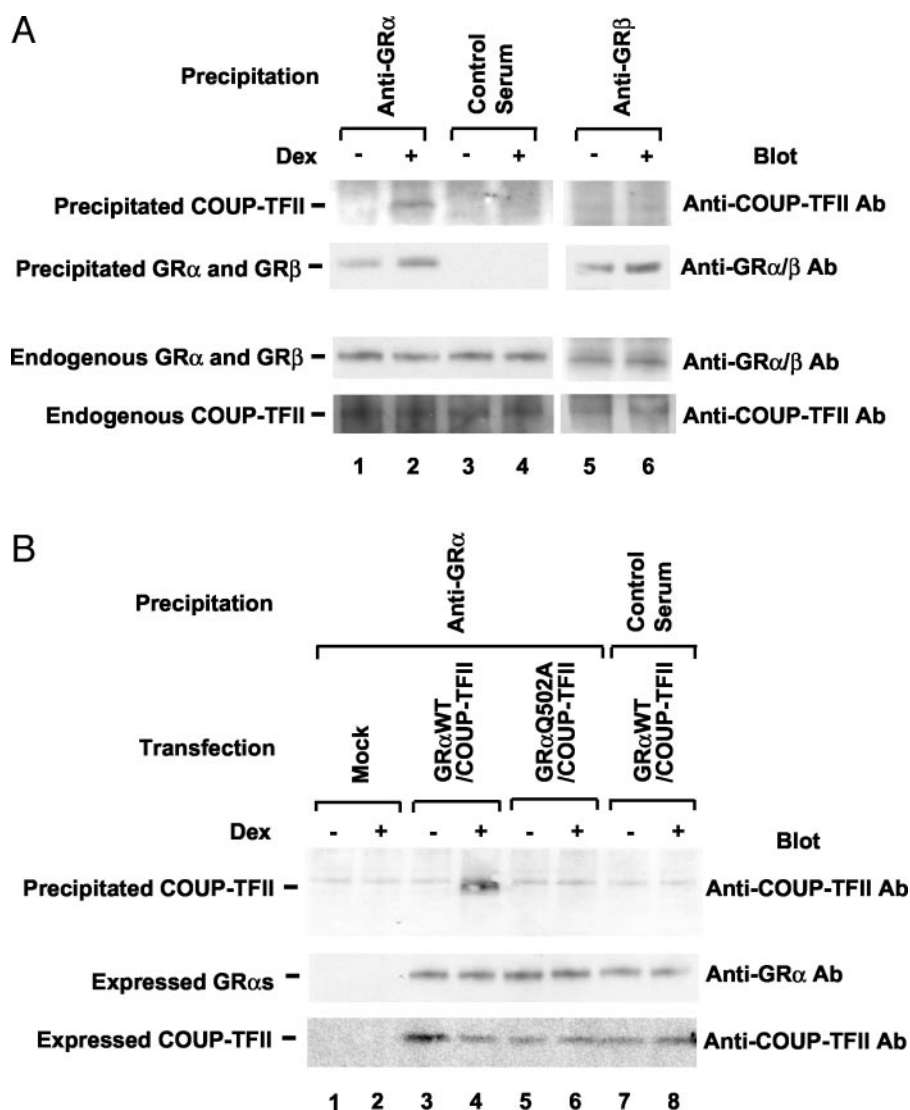 A
Precipitation
Anti-GRα
Control
Serum
Anti-GRβ
Dex - + - + - + Blot
Precipitated COUP-TFII Anti-COUP-TFII Ab
Precipitated GRα and GRβ Anti-GRα/β Ab
Endogenous GRα and GRβ Anti-GRα/β Ab
Endogenous COUP-TFII Anti-COUP-TFII Ab
1 2 3 4 5 6
B
Precipitation
Anti-GRα
Control
Serum
Transfection
Mock
GRαWT
/COUP-TFII
GRαQ502A
/COUP-TFII
GRαWT
/COUP-TFII
Dex - + - + - + - + Blot
Precipitated COUP-TFII Anti-COUP-TFII Ab
Expressed GRαs Anti-GRα Ab
Expressed COUP-TFII Anti-COUP-TFII Ab
1 2 3 4 5 6 7 8